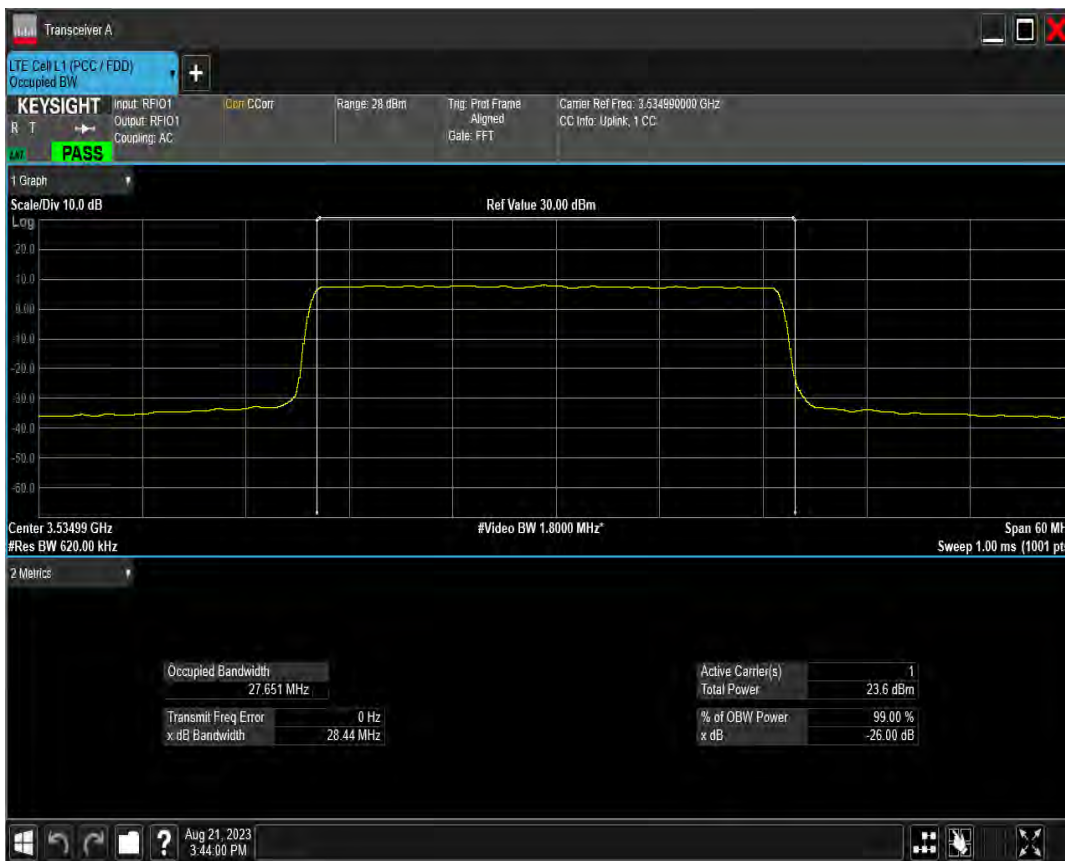 Transceiver A
LTE Cell L1 (PCC / FDD)
Occupied BW
+
KEYSIGHT
R T
PASS
Input: RFIO1
Output: RFIO1
Coupling: AC
Corr CCorr
Range: 28 dBm
Trig: Prot Frame
Aligned
Gate: FFT
Carrier Ref Freq: 3.534990000 GHz
CC Info: Uplink, 1 CC
1 Graph
Scale/Div 10.0 dB
Ref Value 30.00 dBm
Log
20.0
10.0
0.00
-10.0
-20.0
-30.0
-40.0
-50.0
-60.0
Center 3.53499 GHz
#Video BW 1.8000 MHz*
Span 60 MH
#Res BW 620.00 kHz
Sweep 1.00 ms (1001 pts
2 Metrics
Occupied Bandwidth
27.651 MHz
Transmit Freq Error 0 Hz
x dB Bandwidth 28.44 MHz
Active Carrier(s) 1
Total Power 23.6 dBm
% of OBW Power 99.00 %
x dB -26.00 dB
?
Aug 21, 2023
3:44:00 PM